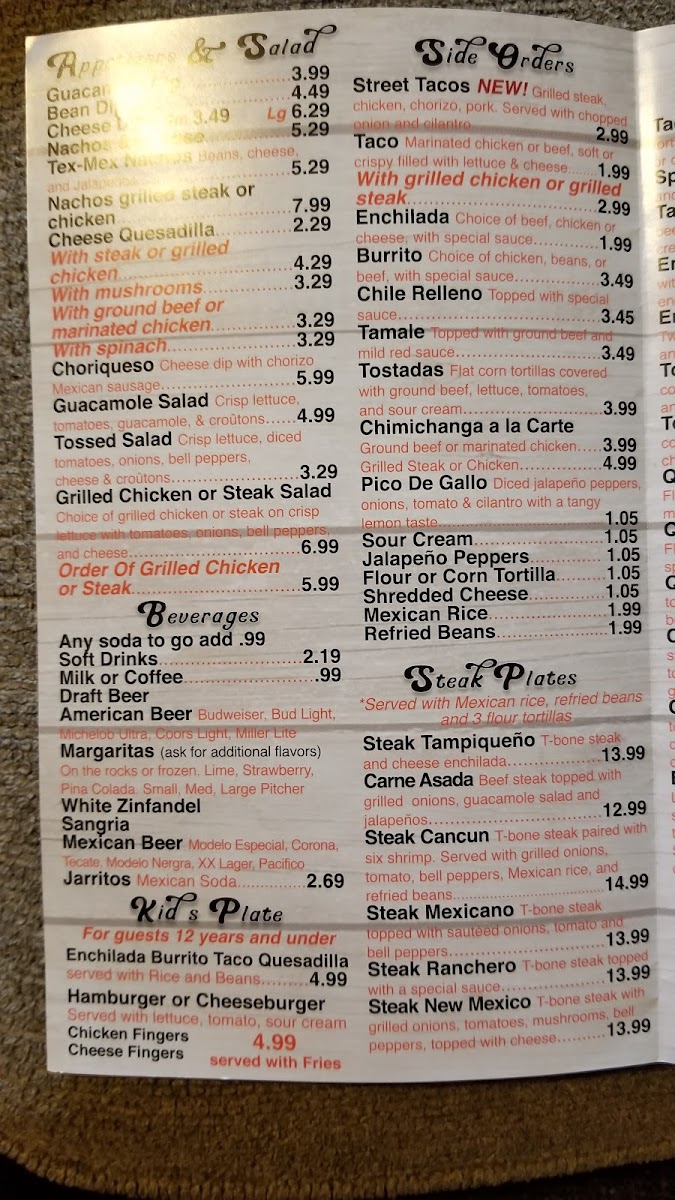 & Salad
Guacam 3.99
Bean Di 4.49
Cheese 3.49 Lg 6.29
Nachos 5.29
Tex-Mex Nachos Beans, cheese,
and Jalapeños 5.29
Nachos grilled steak or
chicken 7.99
Cheese Quesadilla 2.29
With steak or grilled
chicken 4.29
With mushrooms 3.29
With ground beef or
marinated chicken 3.29
With spinach 3.29
Choriqueso Cheese dip with chorizo
Mexican sausage 5.99
Guacamole Salad Crisp lettuce,
tomatoes, guacamole, & croûtons 4.99
Tossed Salad Crisp lettuce, diced
tomatoes, onions, bell peppers,
cheese & croûtons 3.29
Grilled Chicken or Steak Salad
Choice of grilled chicken or steak on crisp
lettuce with tomatoes, onions, bell peppers,
and cheese 6.99
Order Of Grilled Chicken
or Steak 5.99
Beverages
Any soda to go add .99
Soft Drinks 2.19
Milk or Coffee .99
Draft Beer
American Beer Budweiser, Bud Light,
Michelob Ultra, Coors Light, Miller Lite
Margaritas (ask for additional flavors)
On the rocks or frozen. Lime, Strawberry,
Pina Colada. Small, Med, Large Pitcher
White Zinfandel
Sangria
Mexican Beer Modelo Especial, Corona,
Tecate, Modelo Nergra, XX Lager, Pacifico
Jarritos Mexican Soda 2.69
Kid's Plate
For guests 12 years and under
Enchilada Burrito Taco Quesadilla
served with Rice and Beans 4.99
Hamburger or Cheeseburger
Served with lettuce, tomato, sour cream
Chicken Fingers 4.99
Cheese Fingers served with Fries
Side Orders
Street Tacos NEW! Grilled steak,
chicken, chorizo, pork. Served with chopped
onion and cilantro 2.99
Taco Marinated chicken or beef, soft or
crispy filled with lettuce & cheese 1.99
With grilled chicken or grilled
steak 2.99
Enchilada Choice of beef, chicken or
cheese, with special sauce 1.99
Burrito Choice of chicken, beans, or
beef, with special sauce 3.49
Chile Relleno Topped with special
sauce 3.45
Tamale Topped with ground beef and
mild red sauce 3.49
Tostadas Flat corn tortillas covered
with ground beef, lettuce, tomatoes,
and sour cream 3.99
Chimichanga a la Carte
Ground beef or marinated chicken 3.99
Grilled Steak or Chicken 4.99
Pico De Gallo Diced jalapeño peppers,
onions, tomato & cilantro with a tangy
lemon taste 1.05
Sour Cream 1.05
Jalapeño Peppers 1.05
Flour or Corn Tortilla 1.05
Shredded Cheese 1.05
Mexican Rice 1.99
Refried Beans 1.99
Steak Plates
*Served with Mexican rice, refried beans
and 3 flour tortillas
Steak Tampiqueño T-bone steak
and cheese enchilada 13.99
Carne Asada Beef steak topped with
grilled onions, guacamole salad and
jalapeños 12.99
Steak Cancun T-bone steak paired with
six shrimp. Served with grilled onions,
tomato, bell peppers, Mexican rice, and
refried beans 14.99
Steak Mexicano T-bone steak
topped with sautéed onions, tomato and
bell peppers 13.99
Steak Ranchero T-bone steak topped
with a special sauce 13.99
Steak New Mexico T-bone steak with
grilled onions, tomatoes, mushrooms, bell
peppers, topped with cheese 13.99